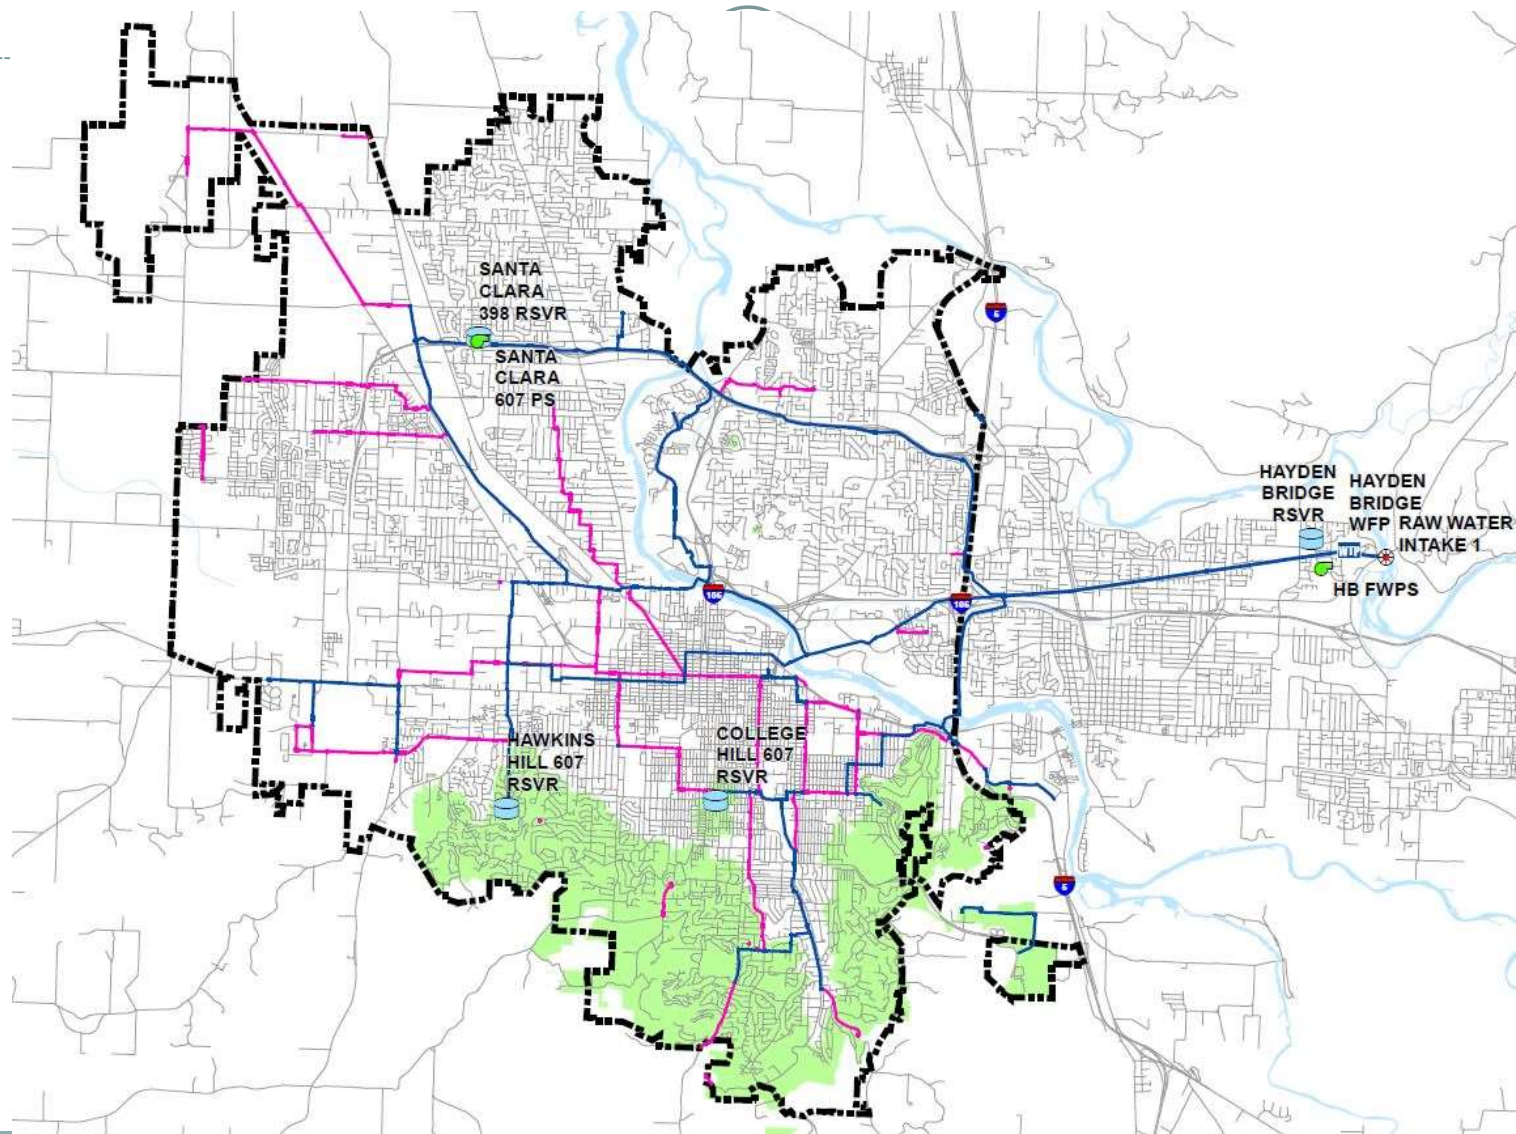 SANTA
CLARA
398 RSVR
SANTA
CLARA
607 PS
HAYDEN
BRIDGE
RSVR
HAYDEN
BRIDGE
WFP
RAW WATER
INTAKE 1
HB FWPS
5
105
105
HAWKINS
HILL 607
RSVR
COLLEGE
HILL 607
RSVR
5